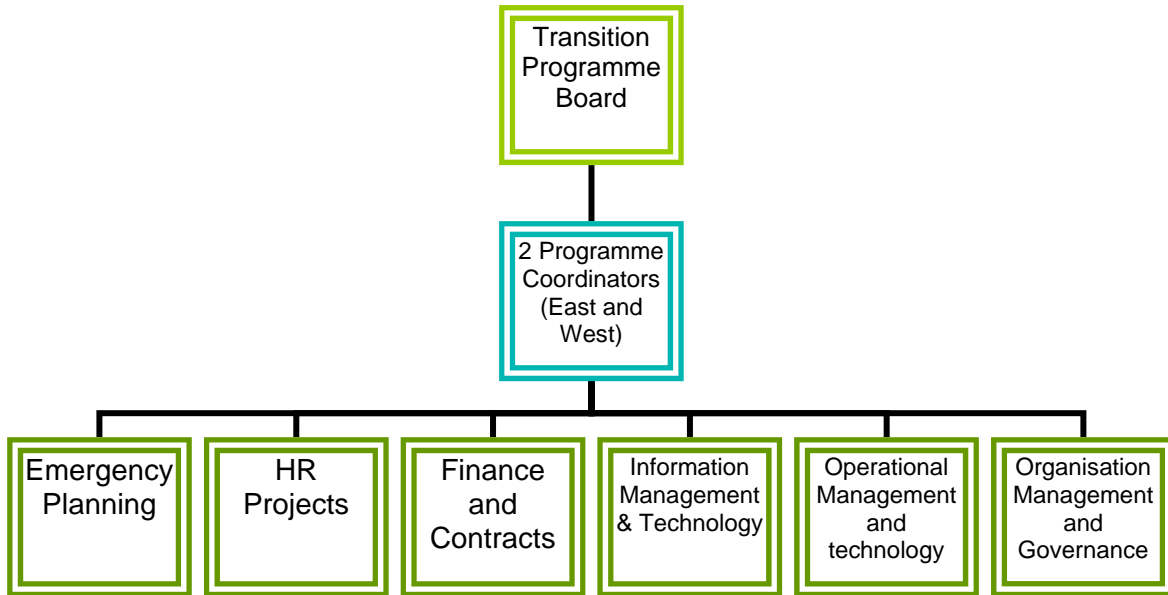 Transition
Programme
Board
2 Programme
Coordinators
(East and
West)
Emergency
Planning
HR
Projects
Finance
and
Contracts
Information
Management
& Technology
Operational
Management
and
technology
Organisation
Management
and
Governance